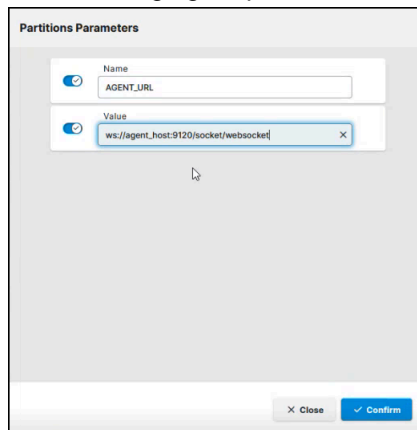 Partitions Parameters
Name
AGENT_URL
Value
ws://agent_host:9120/socket/websocket
Close
Confirm